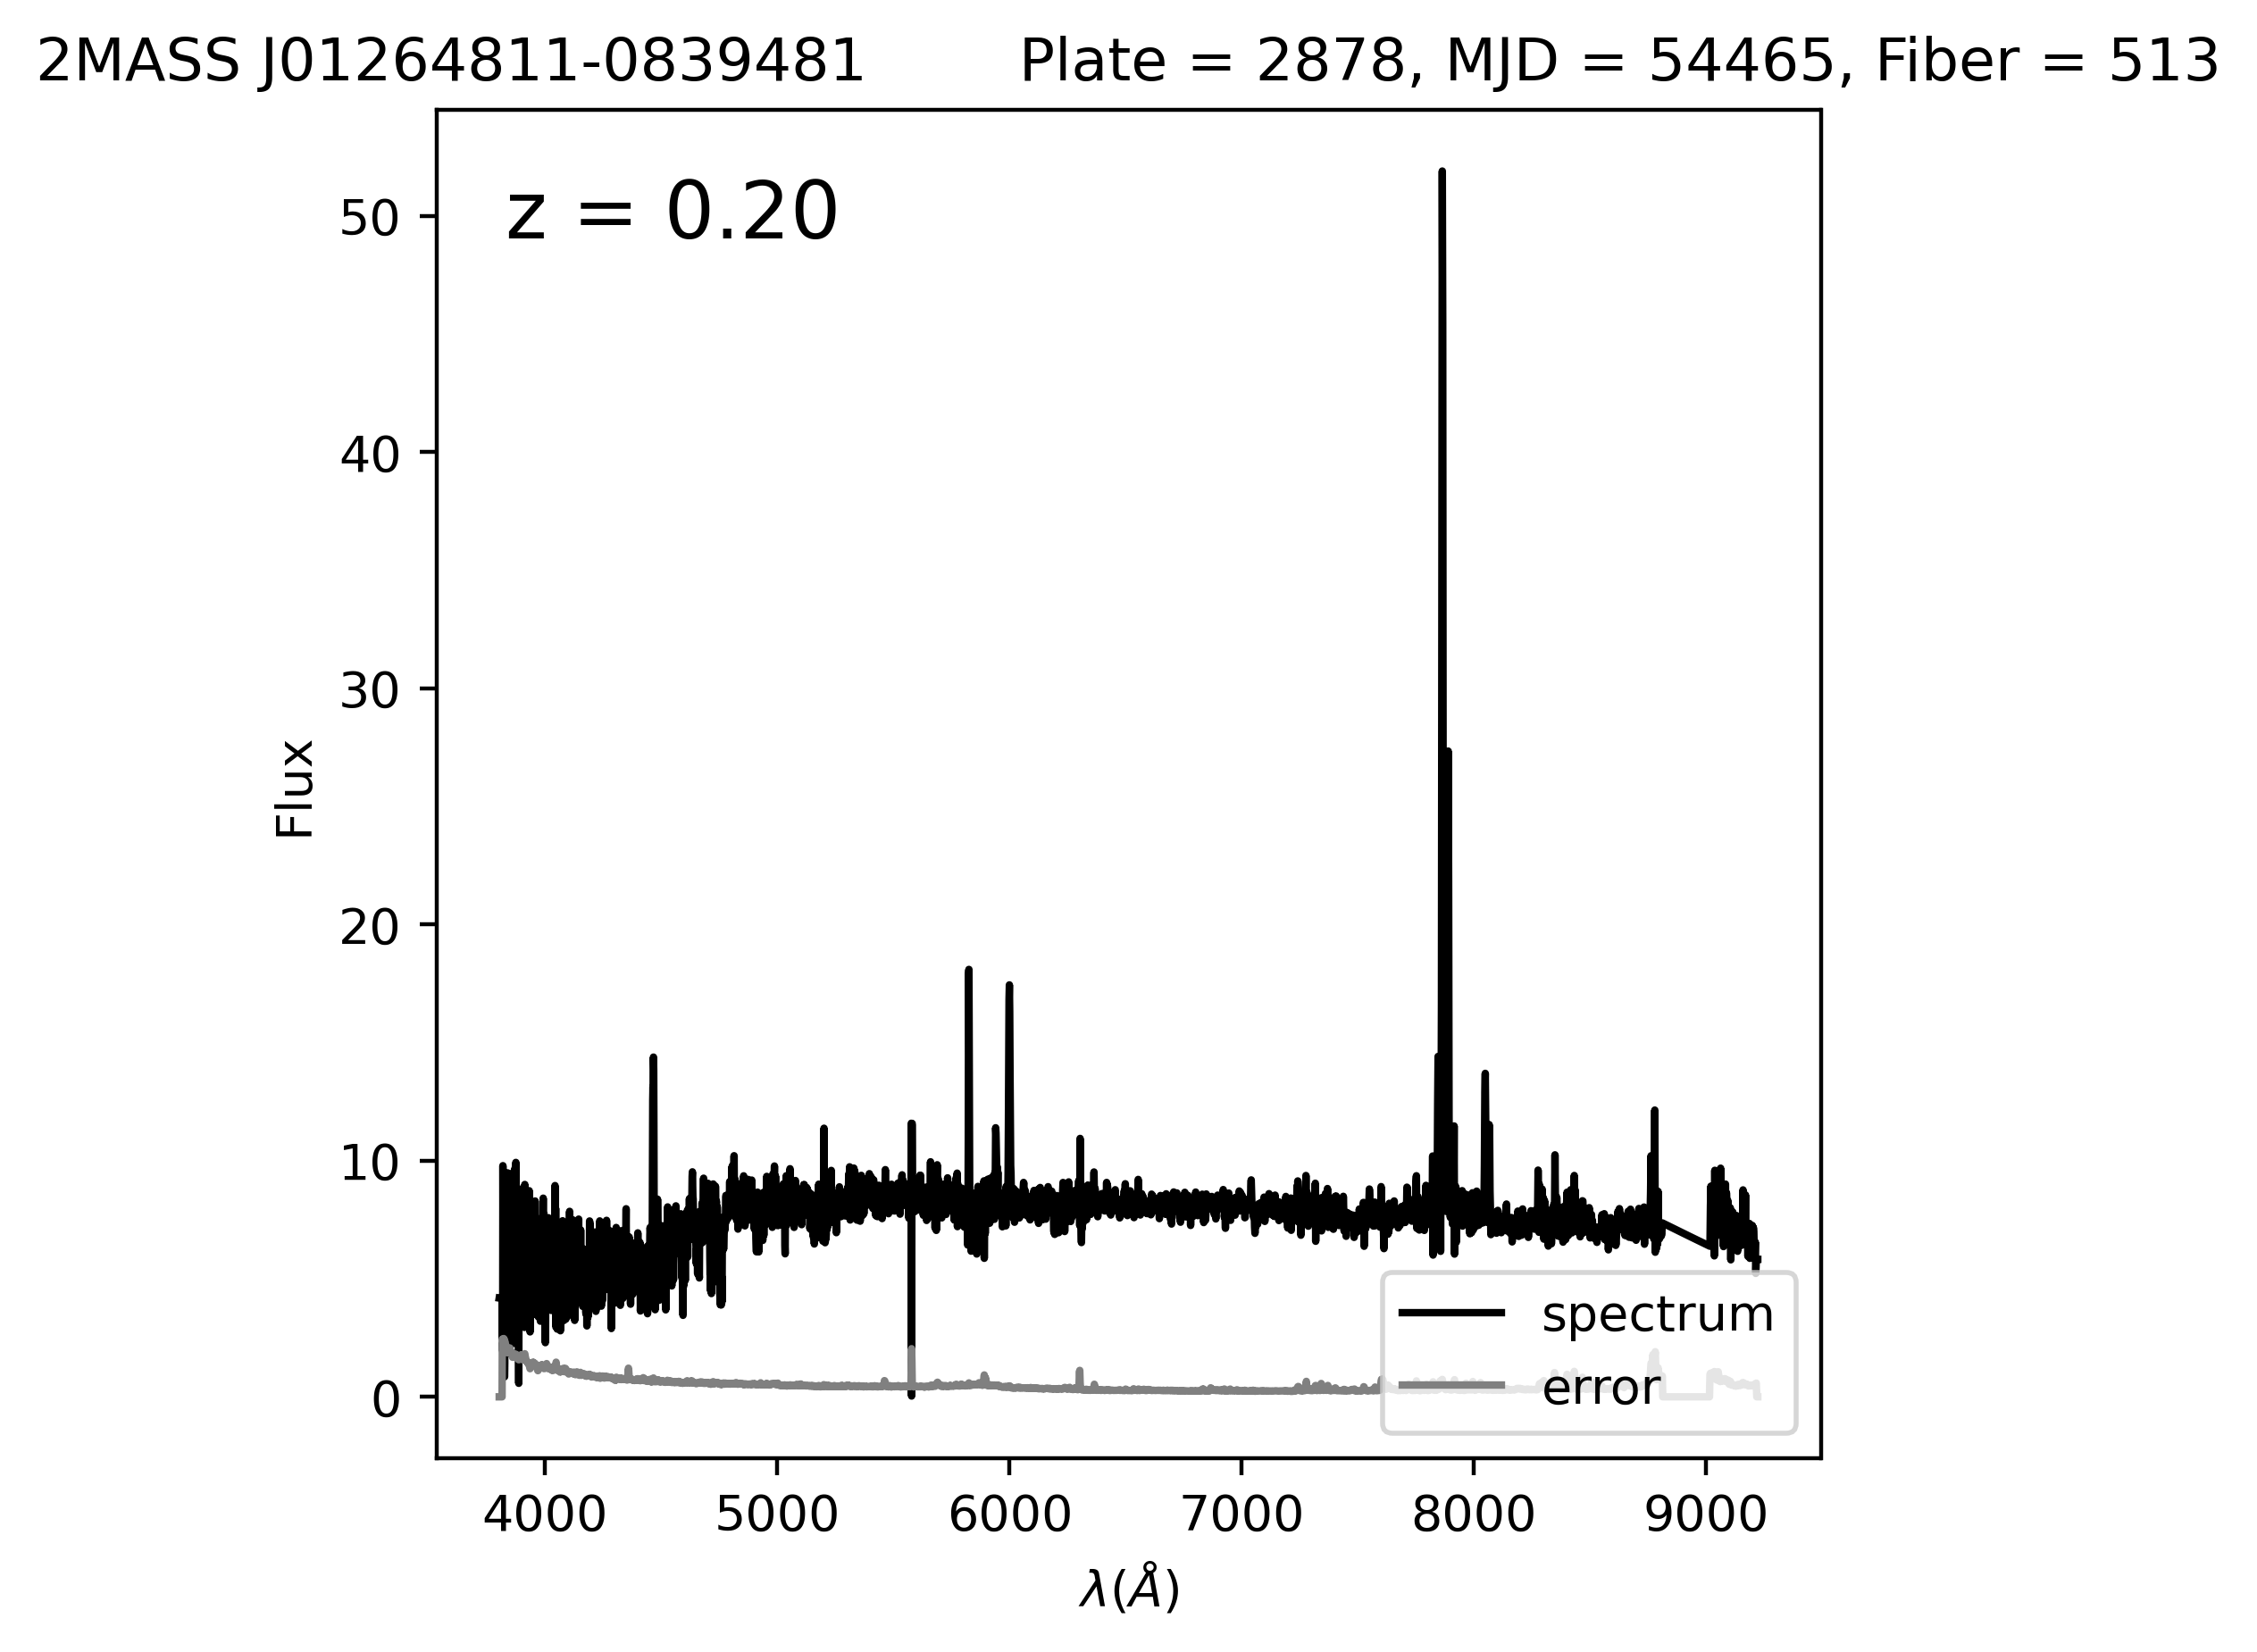 2MASS J01264811-0839481 Plate = 2878, MJD = 54465, Fiber = 513
z = 0.20
50
40
30
20
10
0
Flux
spectrum
error
4000 5000 6000 7000 8000 9000
λ(Å)